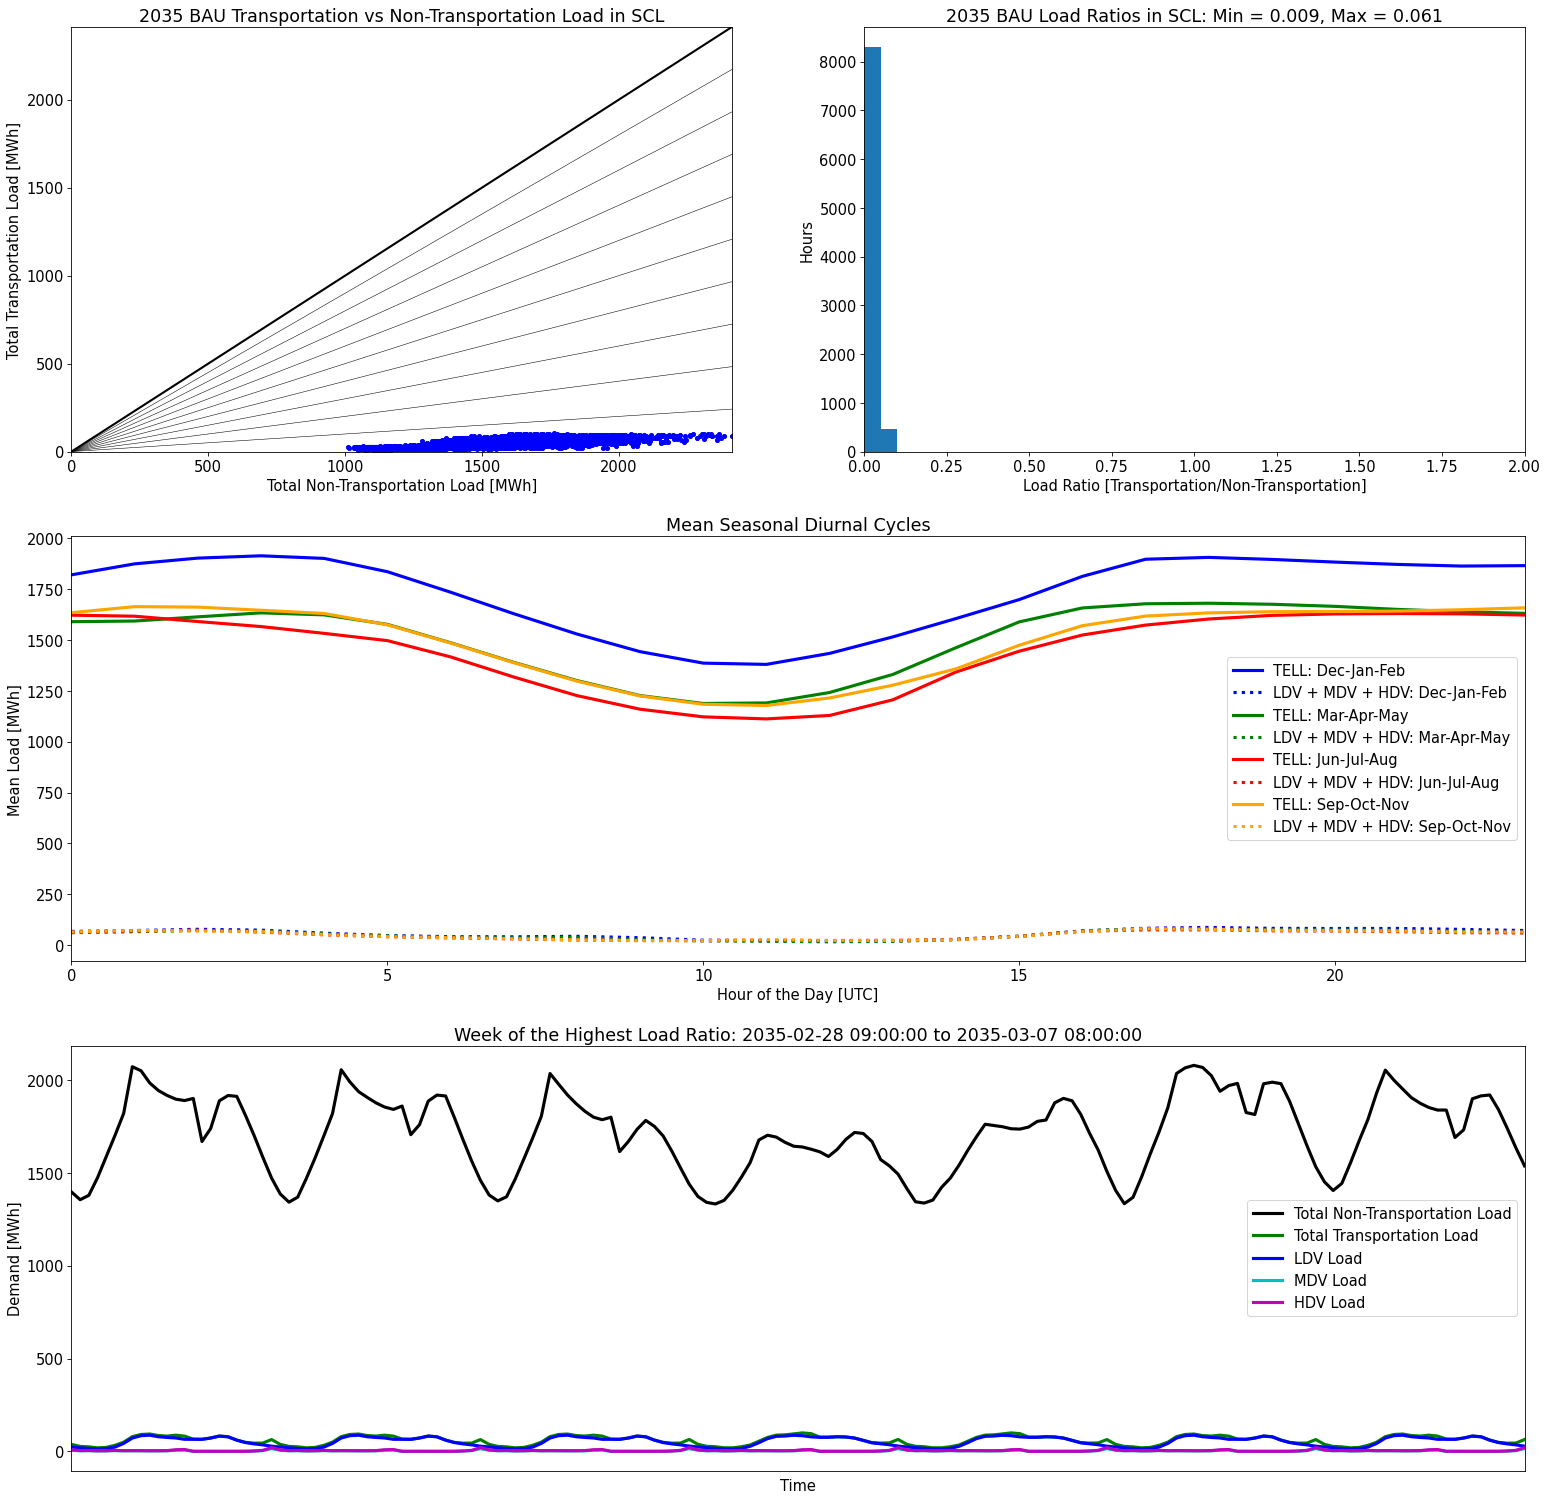 2035 BAU Transportation vs Non-Transportation Load in SCL
Total Transportation Load [MWh]
2000
1500
1000
500
0
0 500 1000 1500 2000
Total Non-Transportation Load [MWh]
2035 BAU Load Ratios in SCL: Min = 0.009, Max = 0.061
Hours
8000
7000
6000
5000
4000
3000
2000
1000
0
0.00 0.25 0.50 0.75 1.00 1.25 1.50 1.75 2.00
Load Ratio [Transportation/Non-Transportation]
Mean Seasonal Diurnal Cycles
Mean Load [MWh]
2000
1750
1500
1250
1000
750
500
250
0
TELL: Dec-Jan-Feb
LDV + MDV + HDV: Dec-Jan-Feb
TELL: Mar-Apr-May
LDV + MDV + HDV: Mar-Apr-May
TELL: Jun-Jul-Aug
LDV + MDV + HDV: Jun-Jul-Aug
TELL: Sep-Oct-Nov
LDV + MDV + HDV: Sep-Oct-Nov
0 5 10 15 20
Hour of the Day [UTC]
Week of the Highest Load Ratio: 2035-02-28 09:00:00 to 2035-03-07 08:00:00
Demand [MWh]
2000
1500
1000
500
0
Total Non-Transportation Load
Total Transportation Load
LDV Load
MDV Load
HDV Load
Time